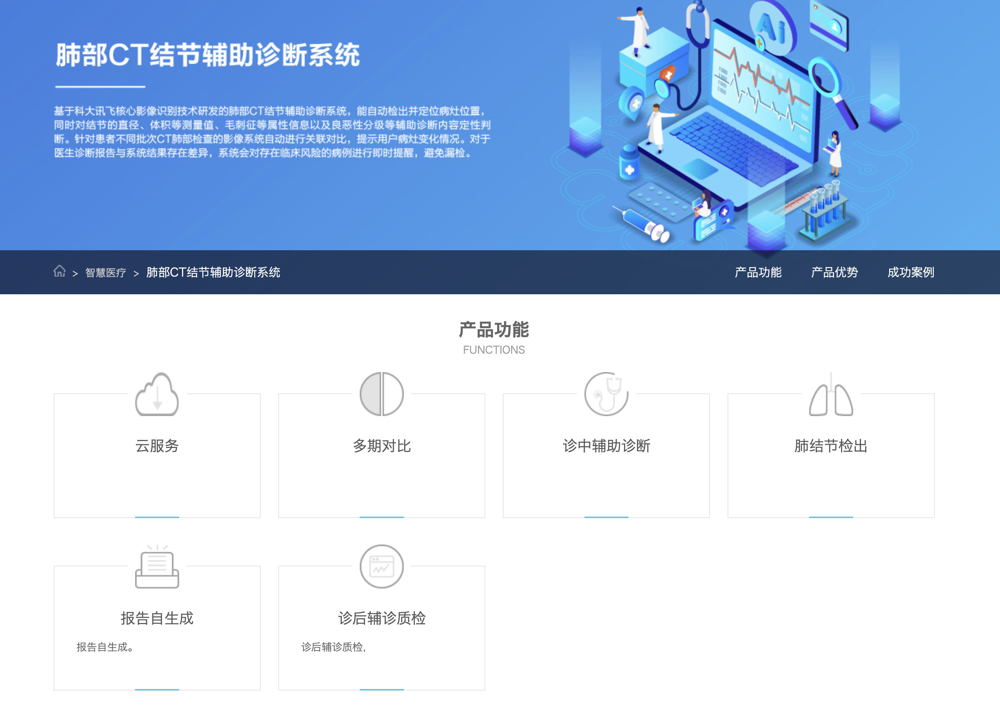 肺部CT结节辅助诊断系统
基于科大讯飞核心影像识别技术研发的肺部CT结节辅助诊断系统，能自动检出并定位病灶位置，
同时对结节的直径、体积等测量值、毛刺征等属性信息以及良恶性分级等辅助诊断内容定性判
断。针对患者不同批次CT肺部检查的影像系统自动进行关联对比，提示用户病灶变化情况。对于
医生诊断报告与系统结果存在差异，系统会对存在临床风险的病例进行即时提醒，避免漏检。
Ai
> 智慧医疗 > 肺部CT结节辅助诊断系统
产品功能 产品优势 成功案例
产品功能
FUNCTIONS
云服务
多期对比
诊中辅助诊断
肺结节检出
报告自生成
报告自生成。
诊后辅诊质检
诊后辅诊质检,